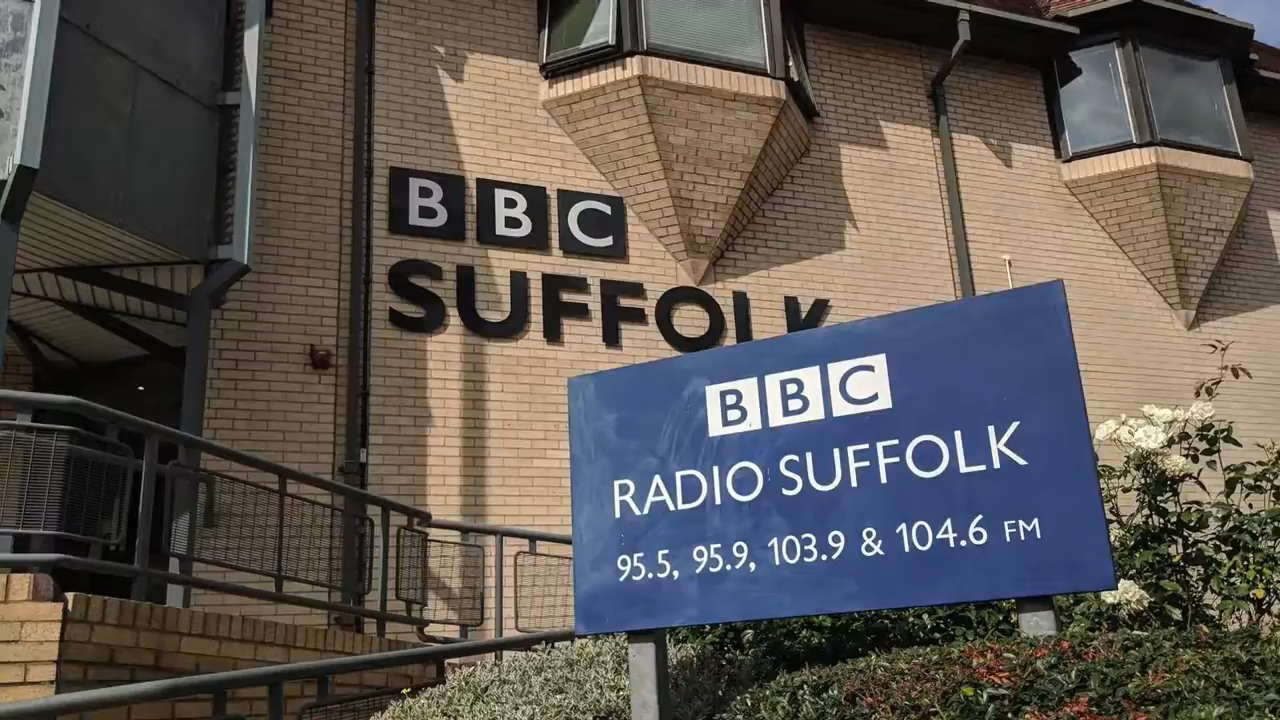 BBC
SUFFOLK
BBC
RADIO SUFFOLK
95.5, 95.9, 103.9 & 104.6 FM